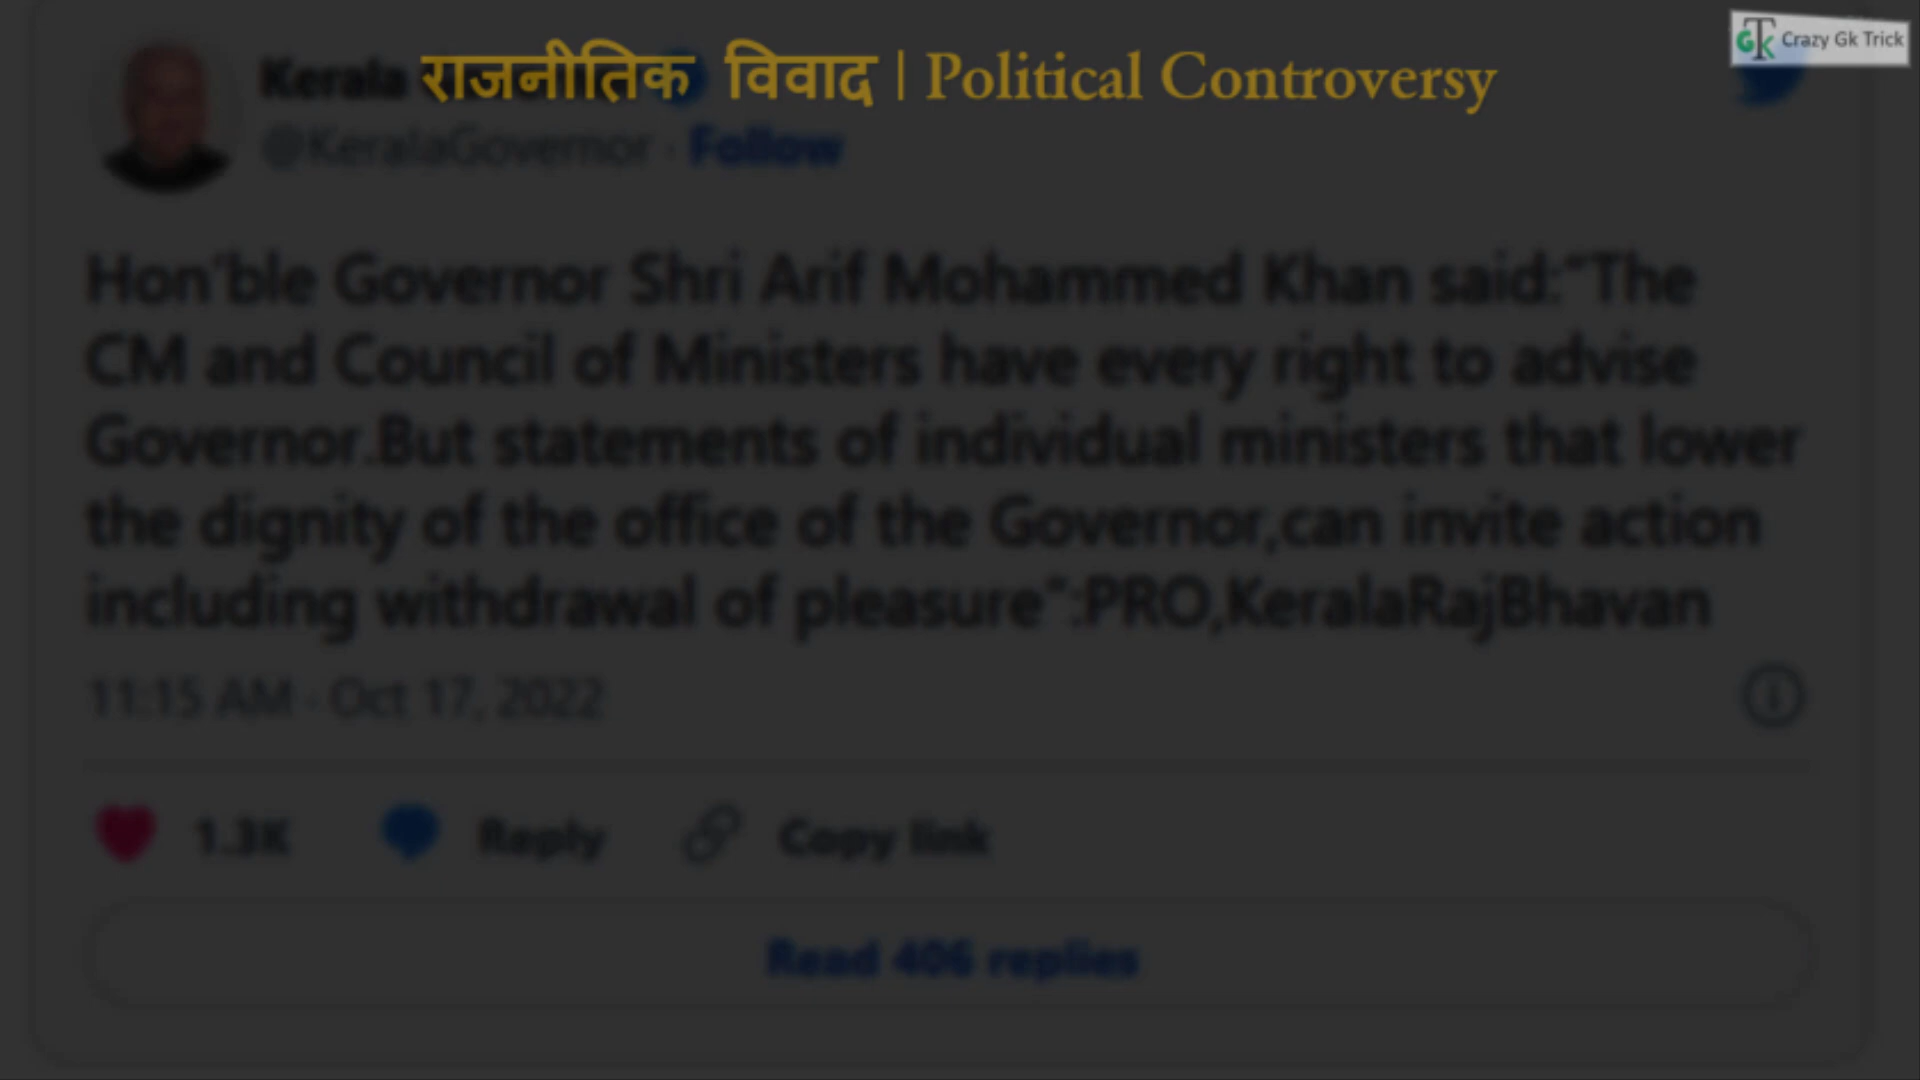 राजनीतिक विवाद | Political Controversy
Crazy Gk Trick
Kerala
@KeralaGovernor · Follow
Hon'ble Governor Shri Arif Mohammed Khan said:“The
CM and Council of Ministers have every right to advise
Governor.But statements of individual ministers that lower
the dignity of the office of the Governor,can invite action
including withdrawal of pleasure”:PRO,KeralaRajBhavan
11:15 AM · Oct 17, 2022
1.3K Reply Copy link
Read 406 replies